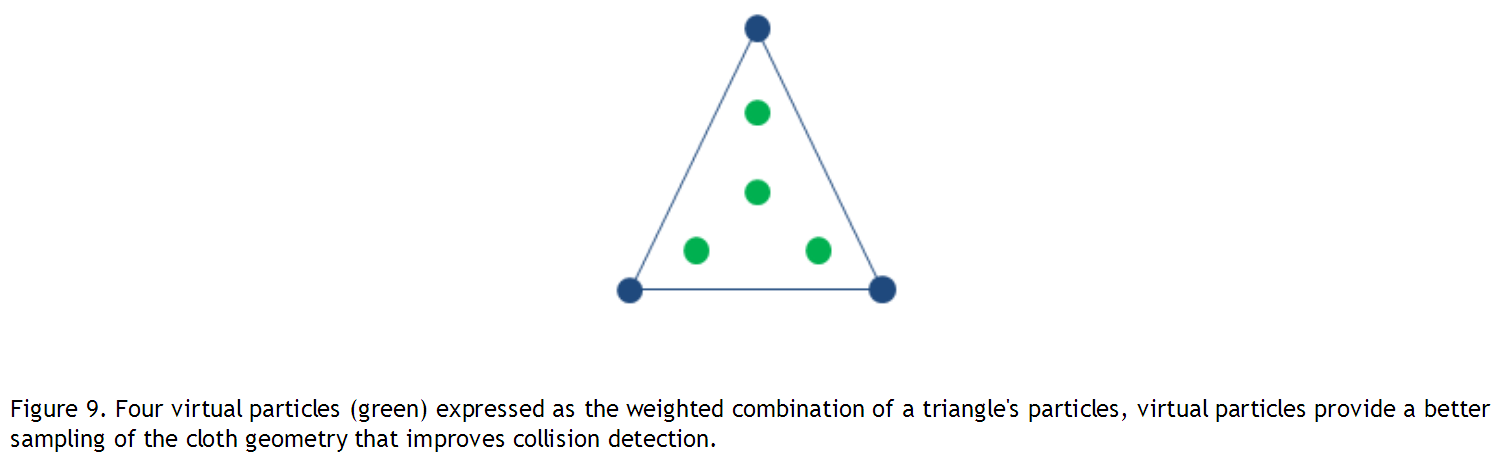 Figure 9. Four virtual particles (green) expressed as the weighted combination of a triangle's particles, virtual particles provide a better
sampling of the cloth geometry that improves collision detection.